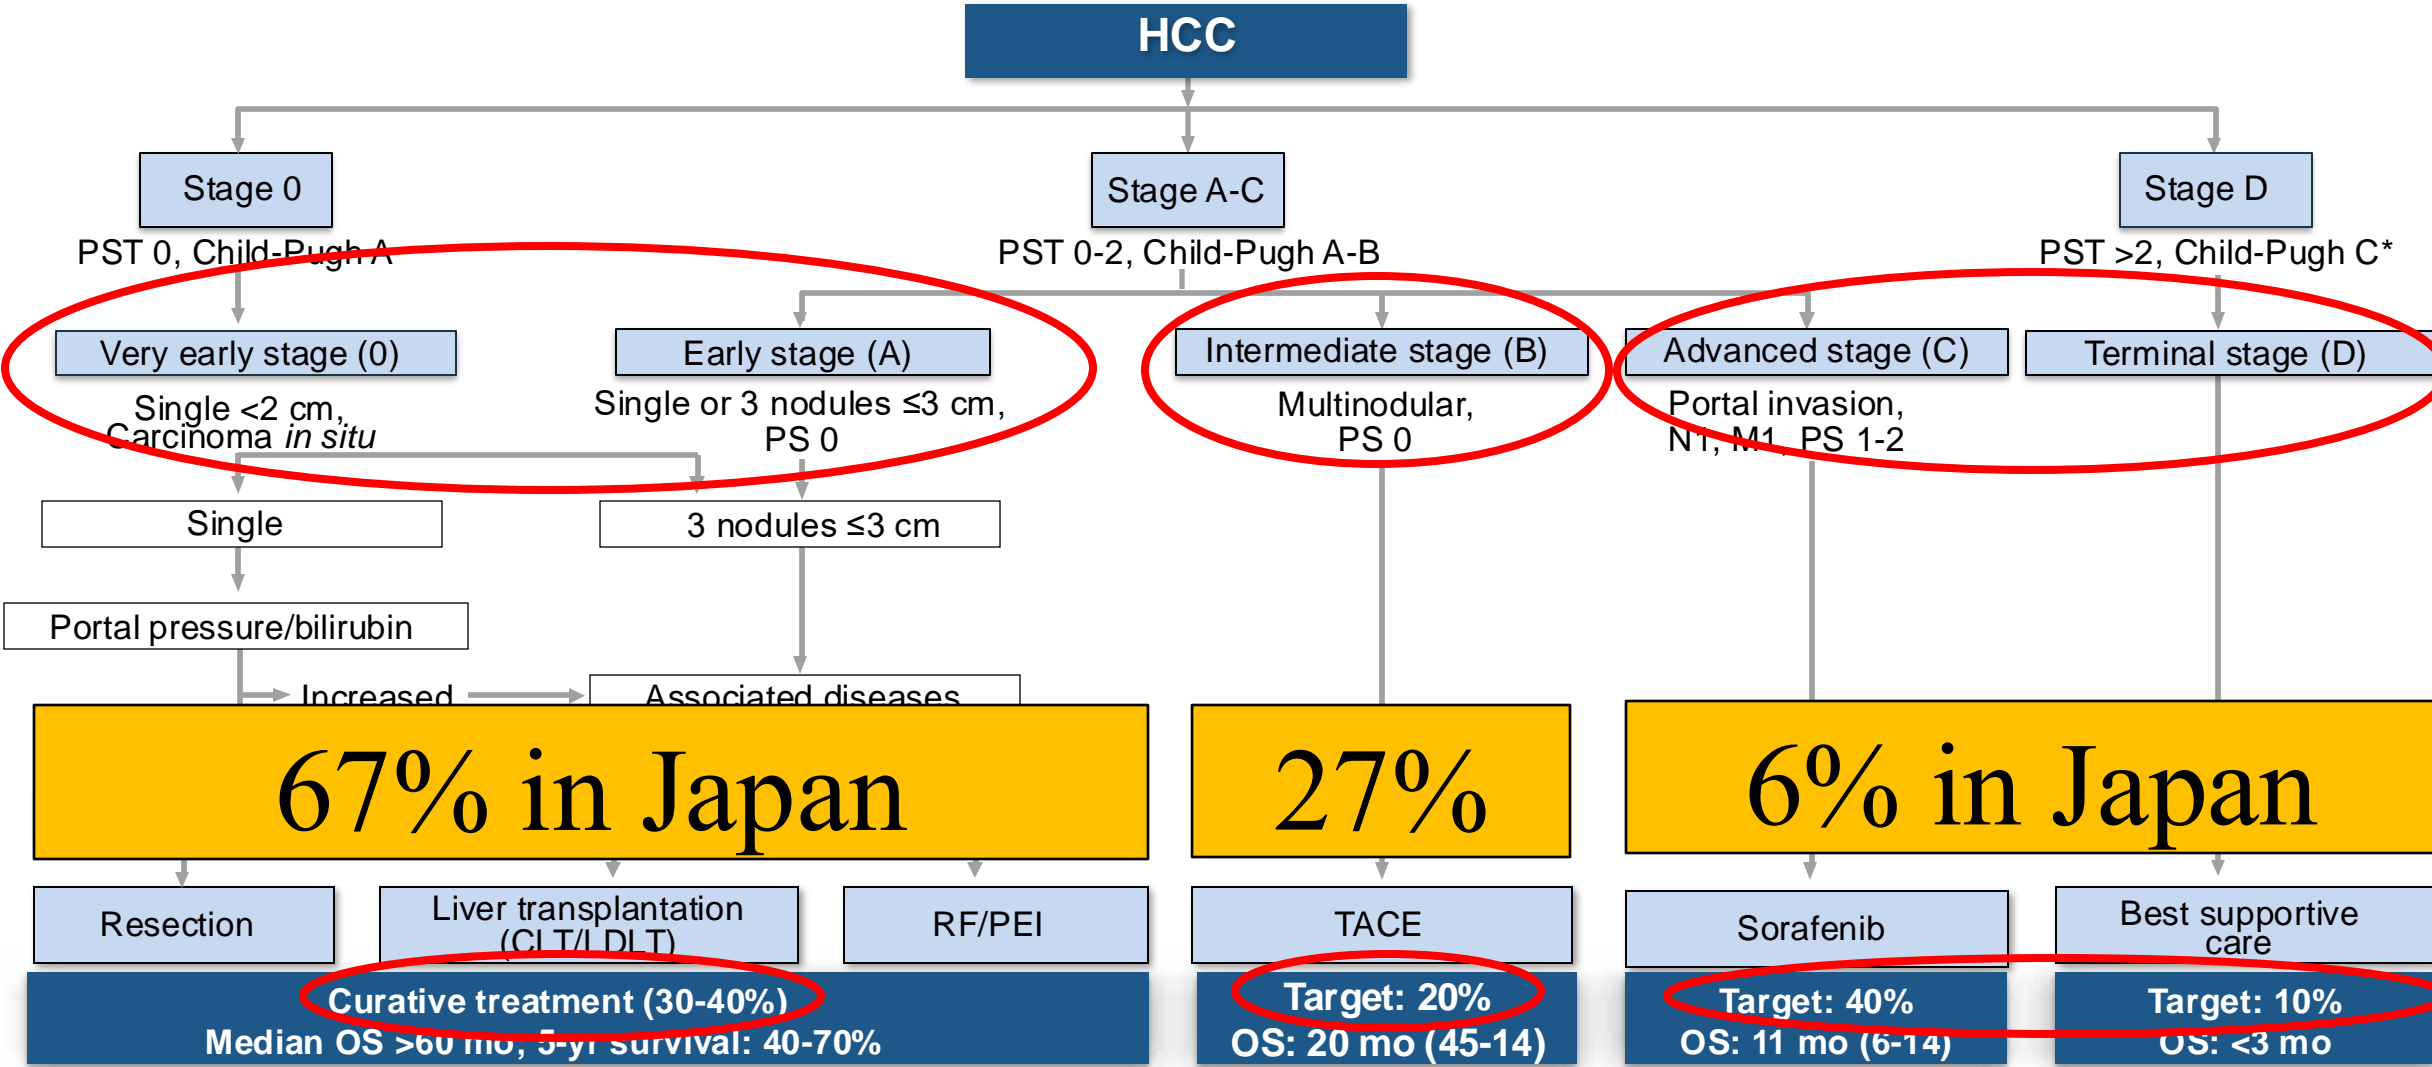 HCC
Stage 0
Stage A-C
Stage D
PST 0, Child-Pugh A
PST 0-2, Child-Pugh A-B
PST >2, Child-Pugh C*
Very early stage (0)
Early stage (A)
Intermediate stage (B)
Advanced stage (C)
Terminal stage (D)
Single <2 cm,
Carcinoma in situ
Single or 3 nodules ≤3 cm,
PS 0
Multinodular,
PS 0
Portal invasion,
N1, M1, PS 1-2
Single
3 nodules ≤3 cm
Portal pressure/bilirubin
Increased
Associated diseases
67% in Japan
27%
6% in Japan
Resection
Liver transplantation
(CLT/LDLT)
RF/PEI
TACE
Sorafenib
Best supportive
care
Curative treatment (30-40%)
Median OS >60 mo; 5-yr survival: 40-70%
Target: 20%
OS: 20 mo (45-14)
Target: 40%
OS: 11 mo (6-14)
Target: 10%
OS: <3 mo